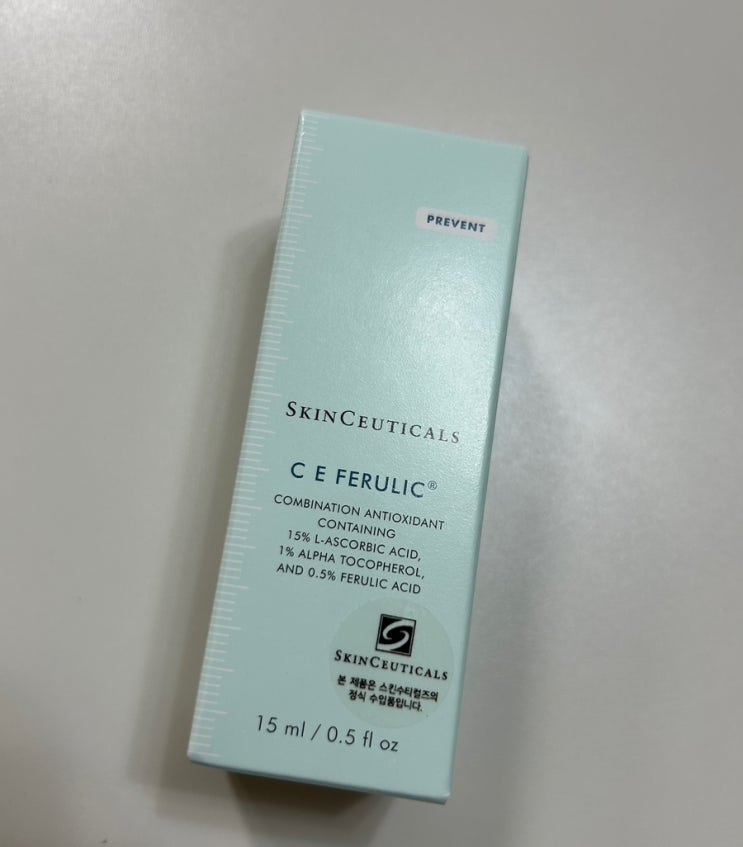 PREVENT
SKINCEUTICALS
C E FERULIC®
COMBINATION ANTIOXIDANT
CONTAINING
15% L-ASCORBIC ACID,
1% ALPHA TOCOPHEROL,
AND 0.5% FERULIC ACID
SKINCEUTICALS
본 제품은 스킨수티컬즈의
정식 수입품입니다.
15 ml / 0.5 fl oz